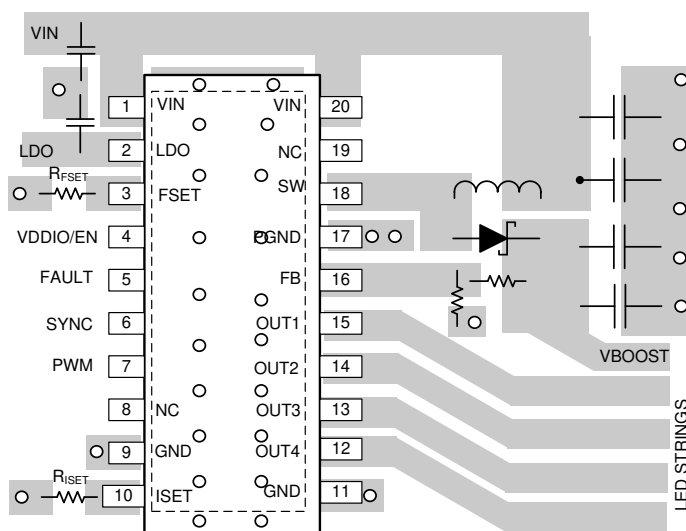 VIN
1 VIN VIN 20
LDO 2 LDO NC 19
RFSET 3 FSET SW 18
VDDIO/EN 4 PGND 17
FAULT 5 FB 16
SYNC 6 OUT1 15
VBOOST
PWM 7 OUT2 14
8 NC OUT3 13
9 GND OUT4 12
RISET 10 ISET GND 11
LED STRINGS